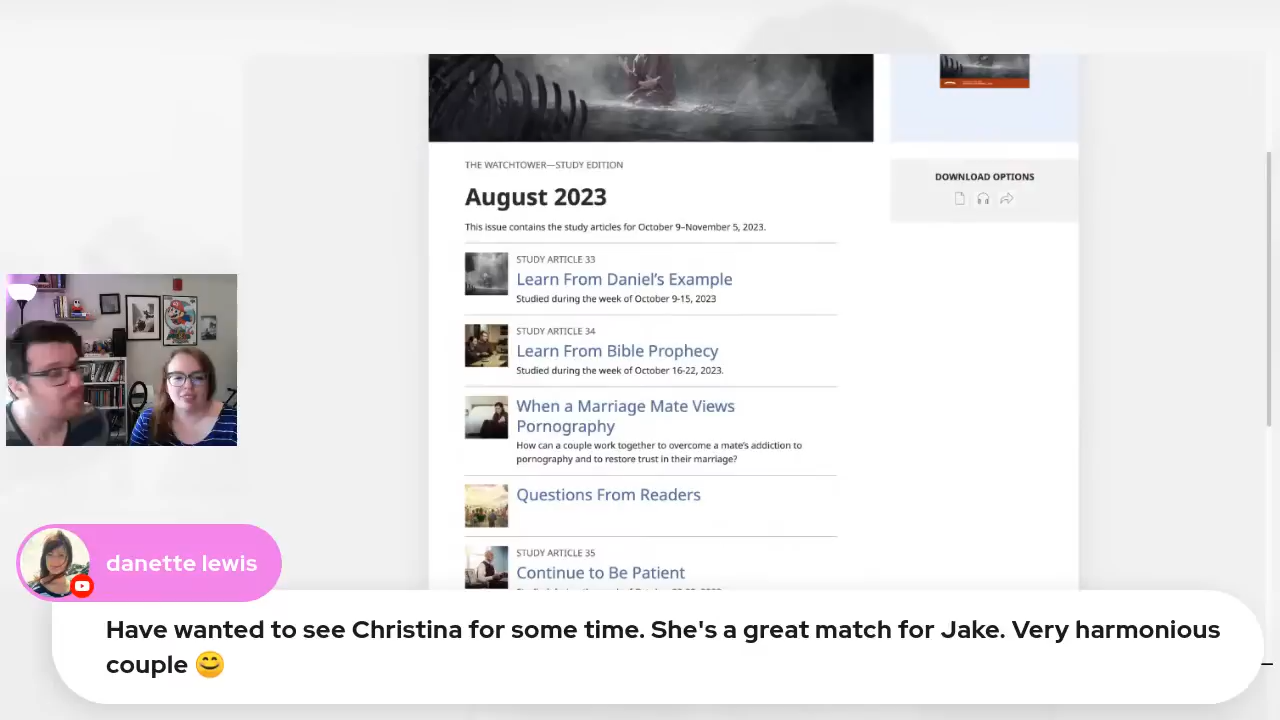 THE WATCHTOWER—STUDY EDITION
August 2023
This issue contains the study articles for October 9–November 5, 2023.
STUDY ARTICLE 33
Learn From Daniel's Example
Studied during the week of October 9-15, 2023
STUDY ARTICLE 34
Learn From Bible Prophecy
Studied during the week of October 16-22, 2023.
When a Marriage Mate Views
Pornography
How can a couple work together to overcome a mate's addiction to
pornography and to restore trust in their marriage?
Questions From Readers
STUDY ARTICLE 35
Continue to Be Patient
DOWNLOAD OPTIONS
danette lewis
Have wanted to see Christina for some time. She's a great match for Jake. Very harmonious
couple 😊